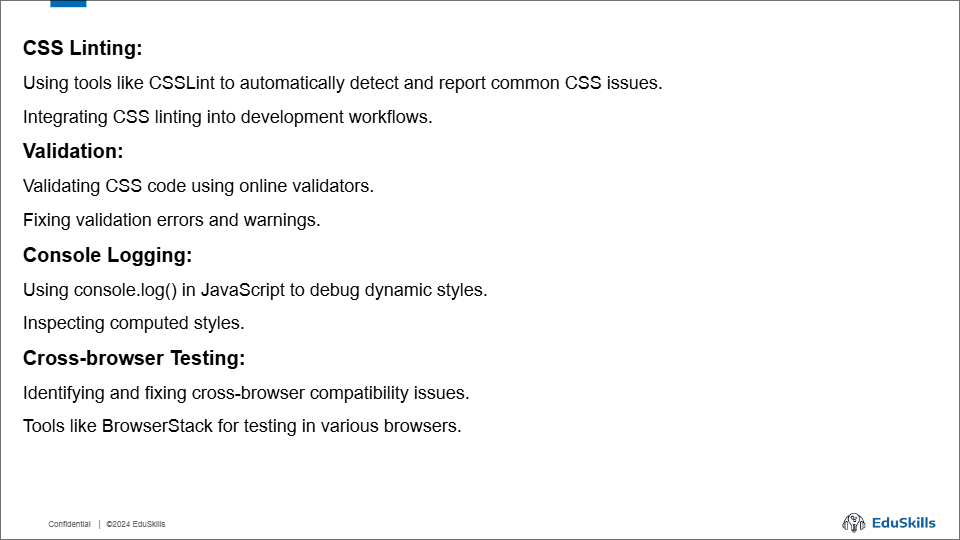 CSS Linting:
Using tools like CSSLint to automatically detect and report common CSS issues.
Integrating CSS linting into development workflows.
Validation:
Validating CSS code using online validators.
Fixing validation errors and warnings.
Console Logging:
Using console.log() in JavaScript to debug dynamic styles.
Inspecting computed styles.
Cross-browser Testing:
Identifying and fixing cross-browser compatibility issues.
Tools like BrowserStack for testing in various browsers.
Confidential | ©2024 EduSkills
EduSkills